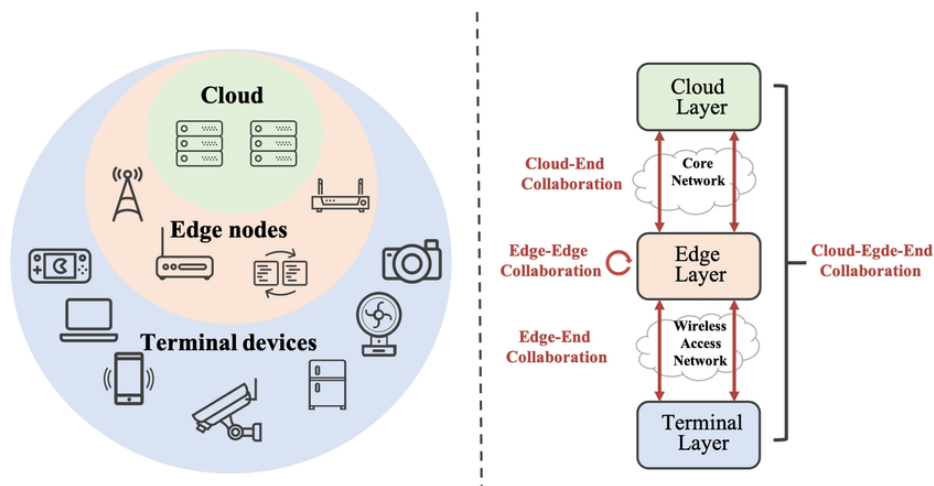 Cloud
Edge nodes
Terminal devices
Cloud
Layer
Cloud-End
Collaboration
Core
Network
Edge-Edge
Collaboration
Edge
Layer
Cloud-Egde-End
Collaboration
Edge-End
Collaboration
Wireless
Access
Network
Terminal
Layer